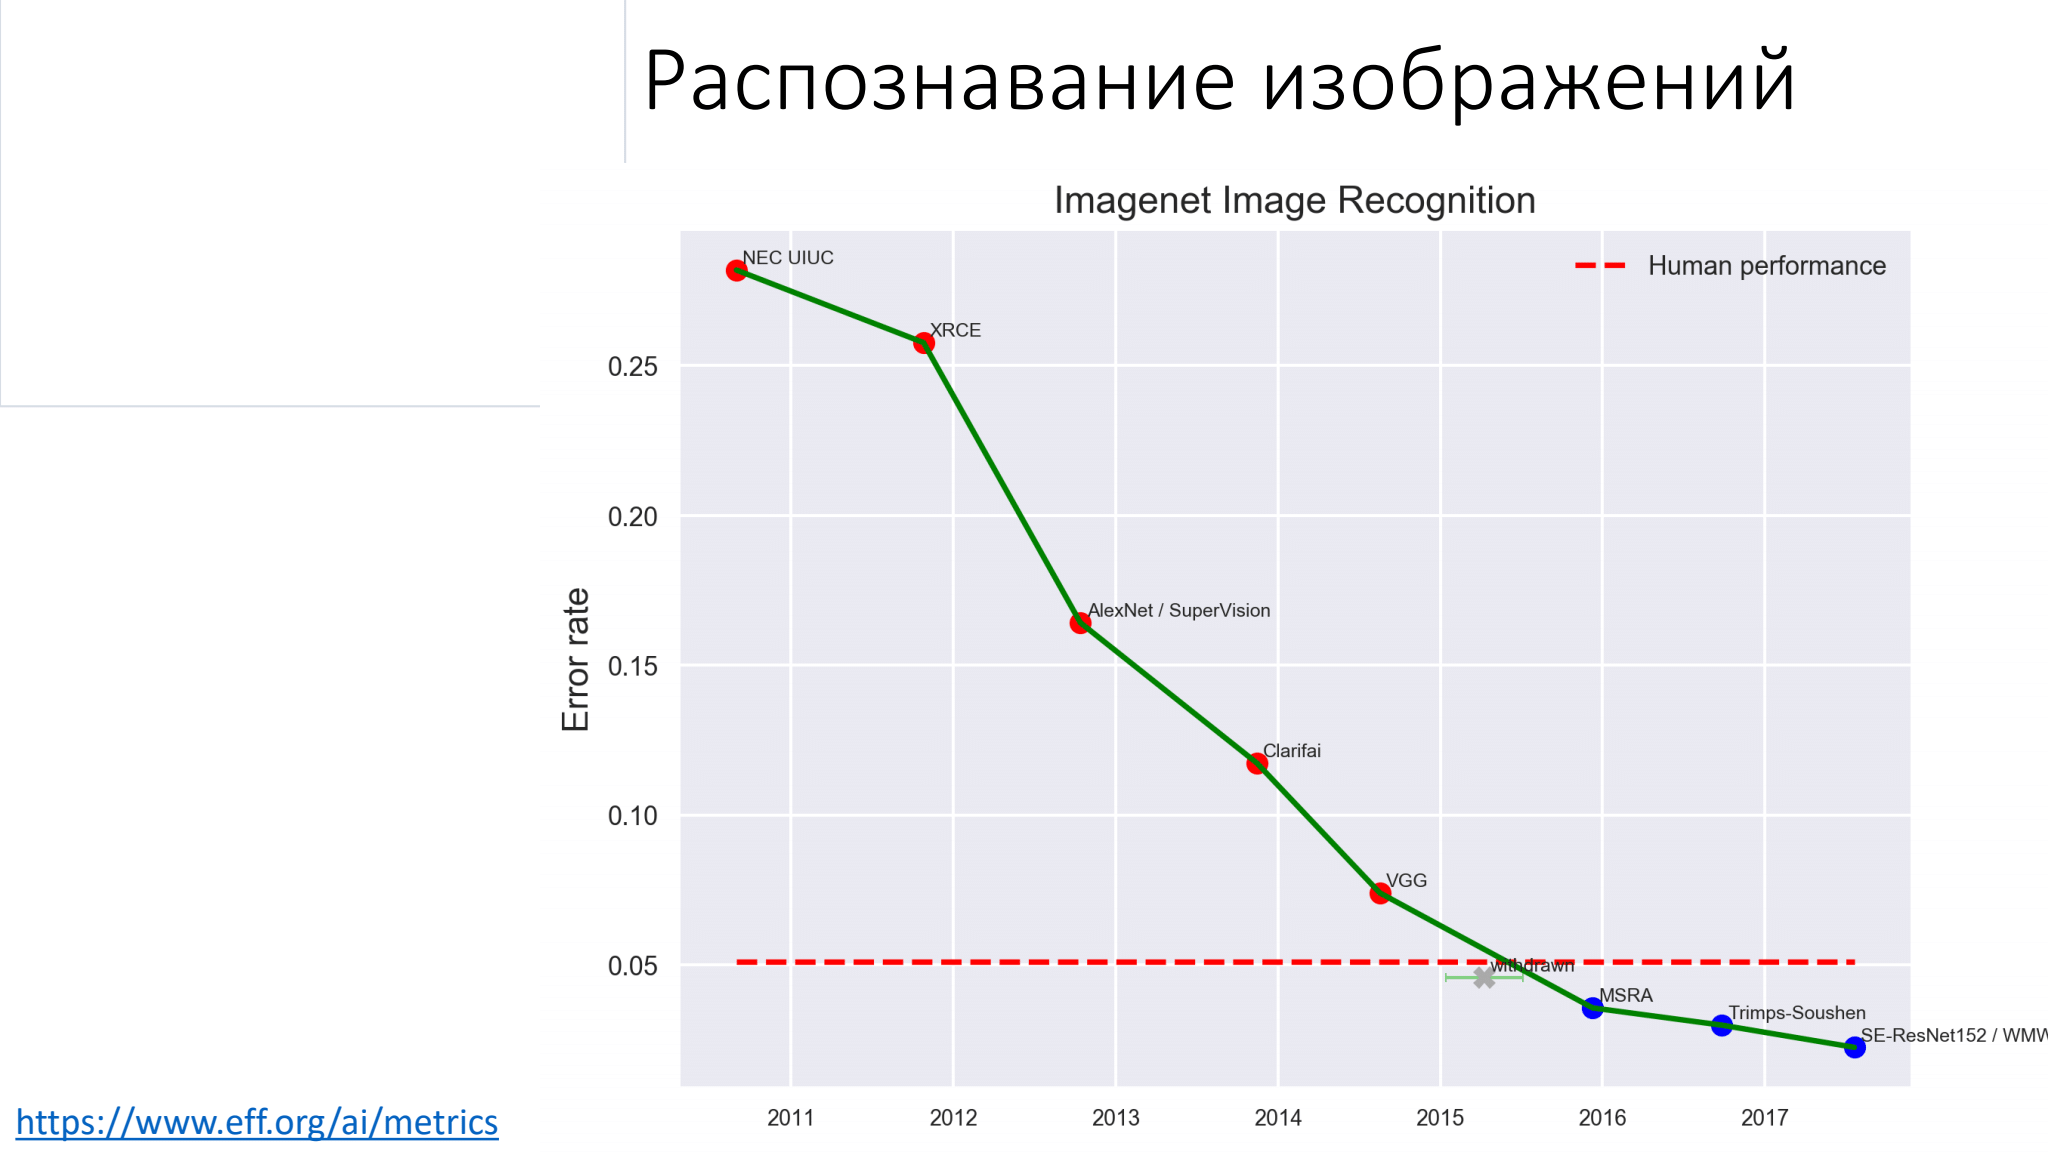 Распознавание изображений
Imagenet Image Recognition
NEC UIUC
Human performance
XRCE
0.25
0.20
AlexNet / SuperVision
Error rate
0.15
Clarifai
0.10
VGG
0.05
withdrawn
MSRA
Trimps-Soushen
SE-ResNet152 / WMW
2011 2012 2013 2014 2015 2016 2017
https://www.eff.org/ai/metrics